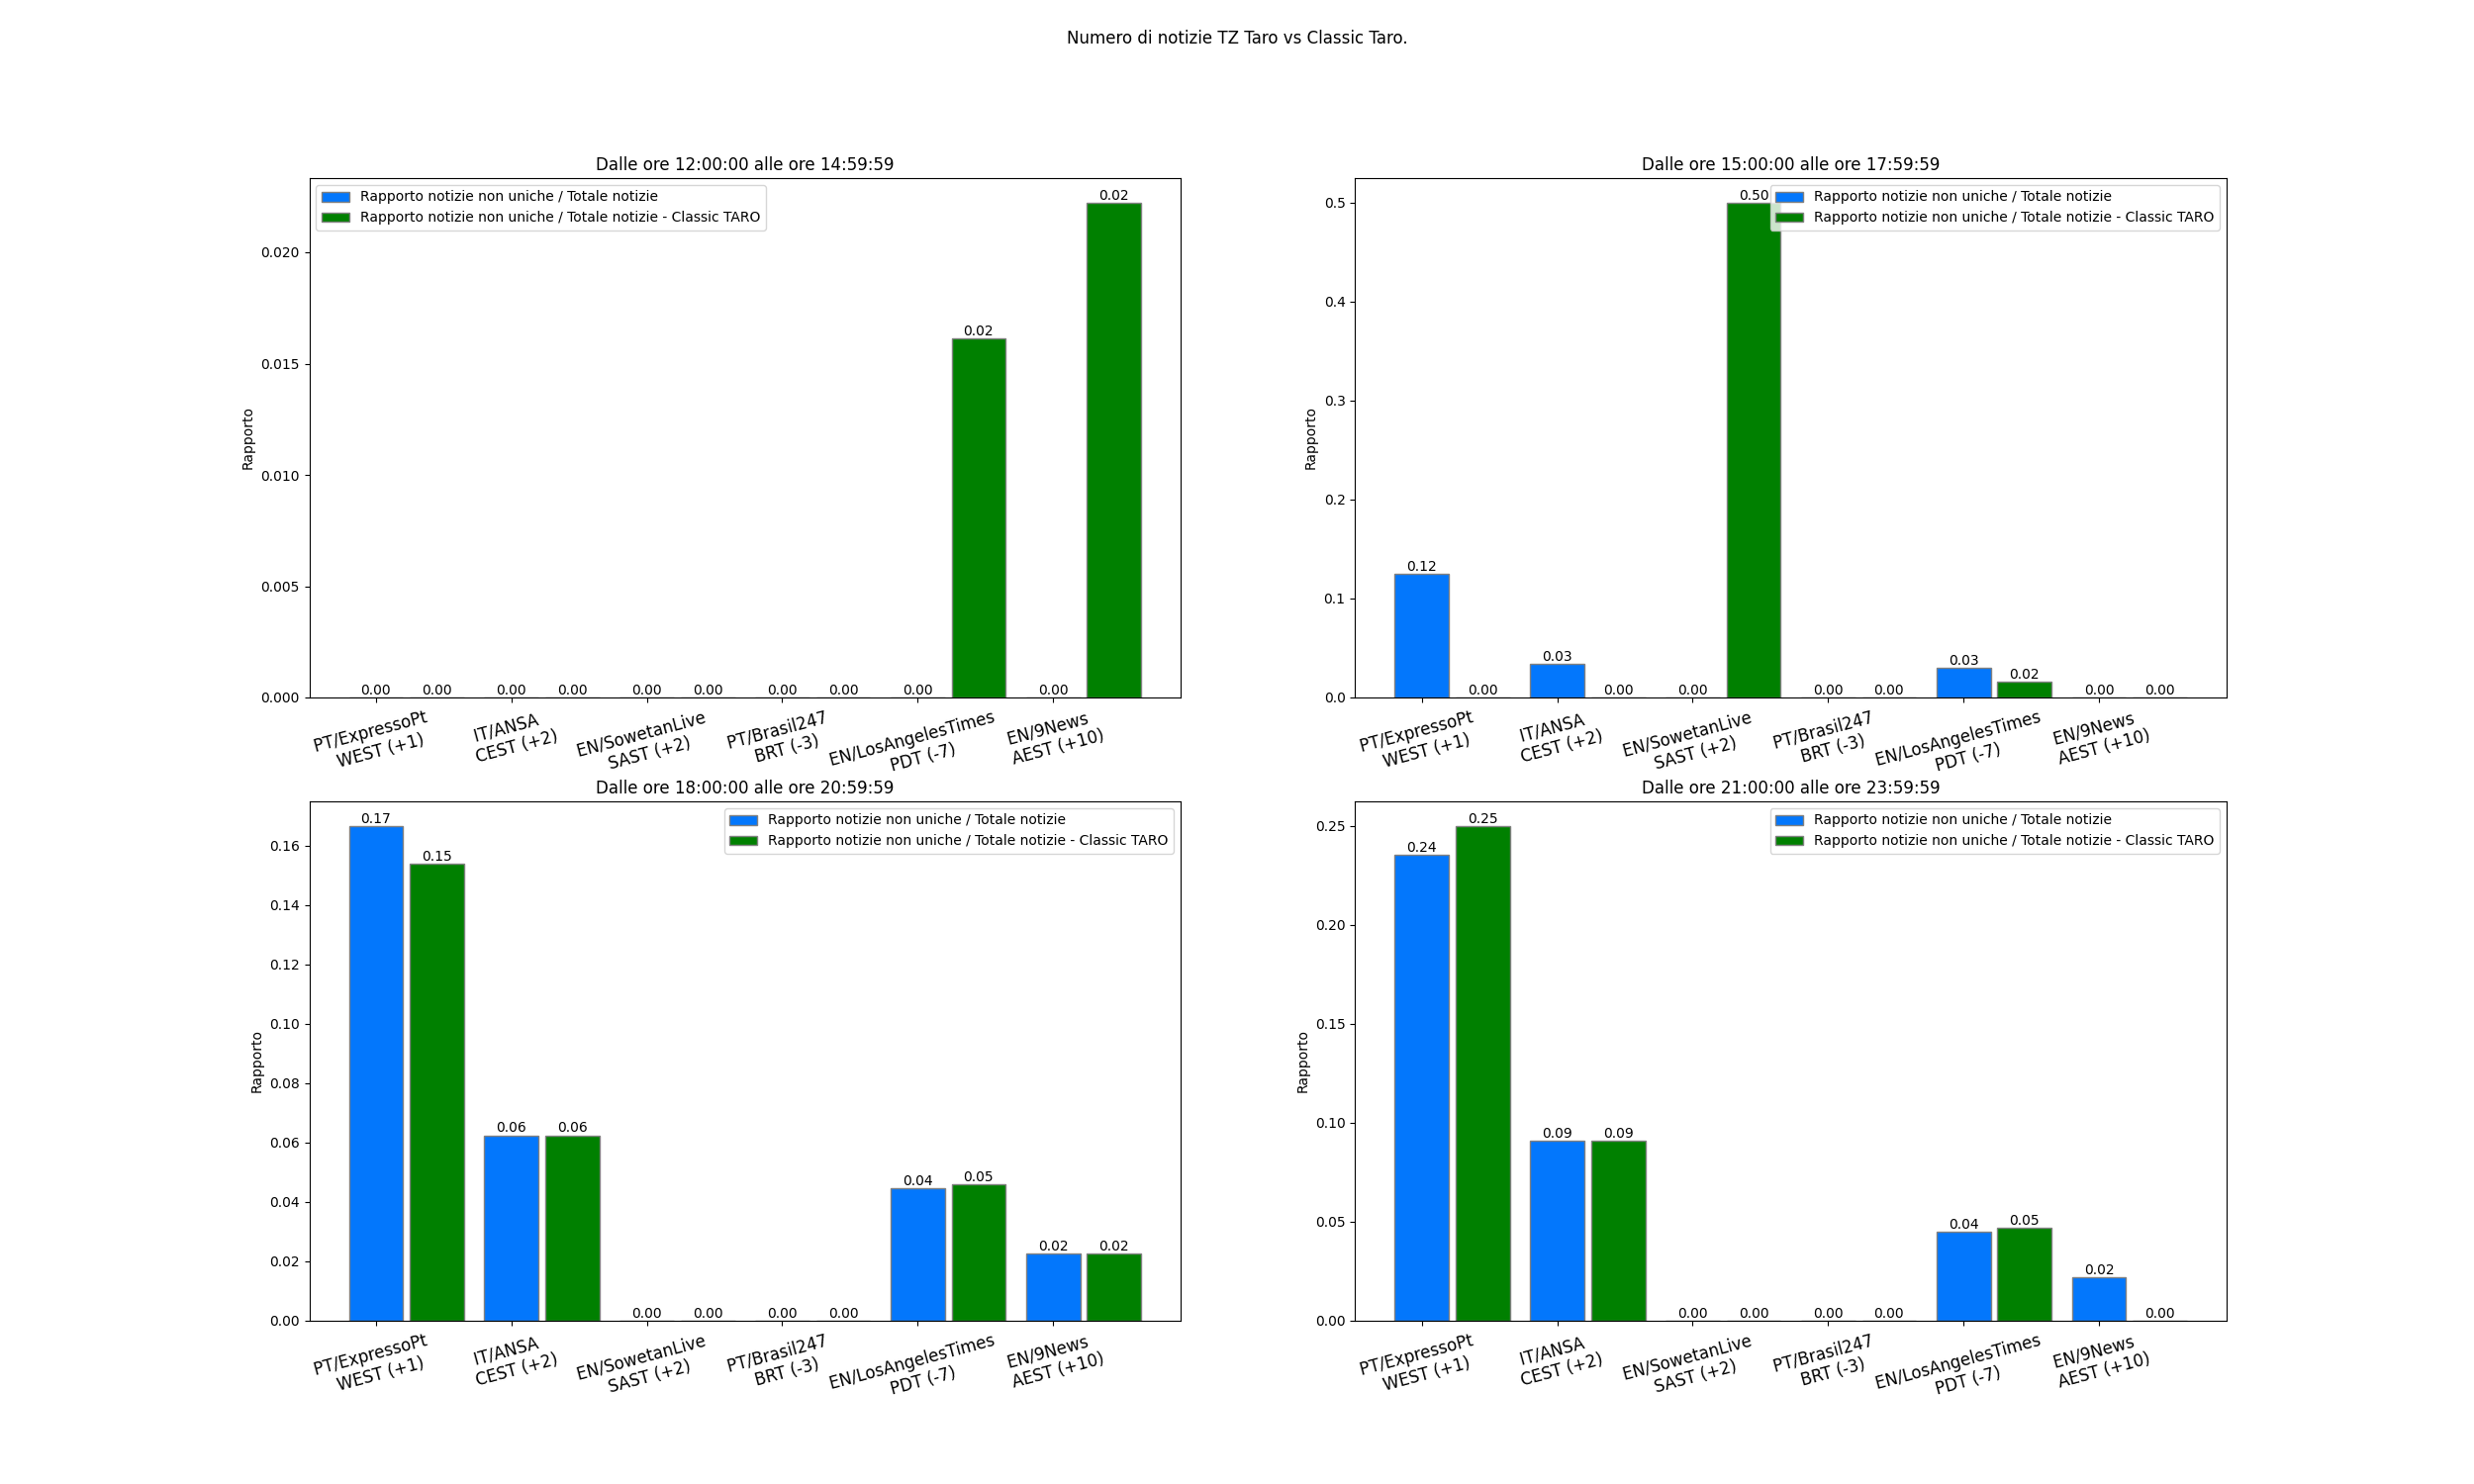 Numero di notizie TZ Taro vs Classic Taro.
Dalle ore 12:00:00 alle ore 14:59:59
Rapporto notizie non uniche / Totale notizie
Rapporto notizie non uniche / Totale notizie - Classic TARO
Rapporto
0.020
0.015
0.010
0.005
0.000
0.00 0.00 0.00 0.00 0.00 0.00 0.00 0.00 0.00 0.02 0.00 0.02
PT/ExpressoPt
WEST (+1)
IT/ANSA
CEST (+2)
EN/SowetanLive
SAST (+2)
PT/Brasil247
BRT (-3)
EN/LosAngelesTimes
PDT (-7)
EN/9News
AEST (+10)
Dalle ore 15:00:00 alle ore 17:59:59
Rapporto notizie non uniche / Totale notizie
Rapporto notizie non uniche / Totale notizie - Classic TARO
Rapporto
0.5
0.4
0.3
0.2
0.1
0.0
0.12 0.00 0.03 0.00 0.00 0.50 0.00 0.00 0.03 0.02 0.00 0.00
PT/ExpressoPt
WEST (+1)
IT/ANSA
CEST (+2)
EN/SowetanLive
SAST (+2)
PT/Brasil247
BRT (-3)
EN/LosAngelesTimes
PDT (-7)
EN/9News
AEST (+10)
Dalle ore 18:00:00 alle ore 20:59:59
Rapporto notizie non uniche / Totale notizie
Rapporto notizie non uniche / Totale notizie - Classic TARO
Rapporto
0.16
0.14
0.12
0.10
0.08
0.06
0.04
0.02
0.00
0.17 0.15 0.06 0.06 0.00 0.00 0.00 0.00 0.04 0.05 0.02 0.02
PT/ExpressoPt
WEST (+1)
IT/ANSA
CEST (+2)
EN/SowetanLive
SAST (+2)
PT/Brasil247
BRT (-3)
EN/LosAngelesTimes
PDT (-7)
EN/9News
AEST (+10)
Dalle ore 21:00:00 alle ore 23:59:59
Rapporto notizie non uniche / Totale notizie
Rapporto notizie non uniche / Totale notizie - Classic TARO
Rapporto
0.25
0.20
0.15
0.10
0.05
0.00
0.24 0.25 0.09 0.09 0.00 0.00 0.00 0.00 0.04 0.05 0.02 0.00
PT/ExpressoPt
WEST (+1)
IT/ANSA
CEST (+2)
EN/SowetanLive
SAST (+2)
PT/Brasil247
BRT (-3)
EN/LosAngelesTimes
PDT (-7)
EN/9News
AEST (+10)